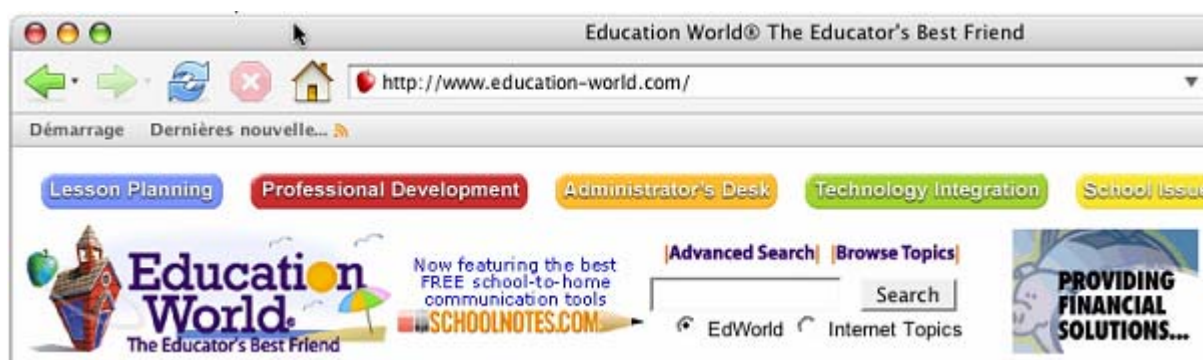 Education World® The Educator's Best Friend
http://www.education-world.com/
Démarrage Dernières nouvelle...
Lesson Planning Professional Development Administrator's Desk Technology Integration School Issu
Education
World®
The Educator's Best Friend
Now featuring the best
FREE school-to-home
communication tools
SCHOOLNOTES.COM
|Advanced Search| |Browse Topics|
Search
EdWorld Internet Topics
PROVIDING
FINANCIAL
SOLUTIONS...